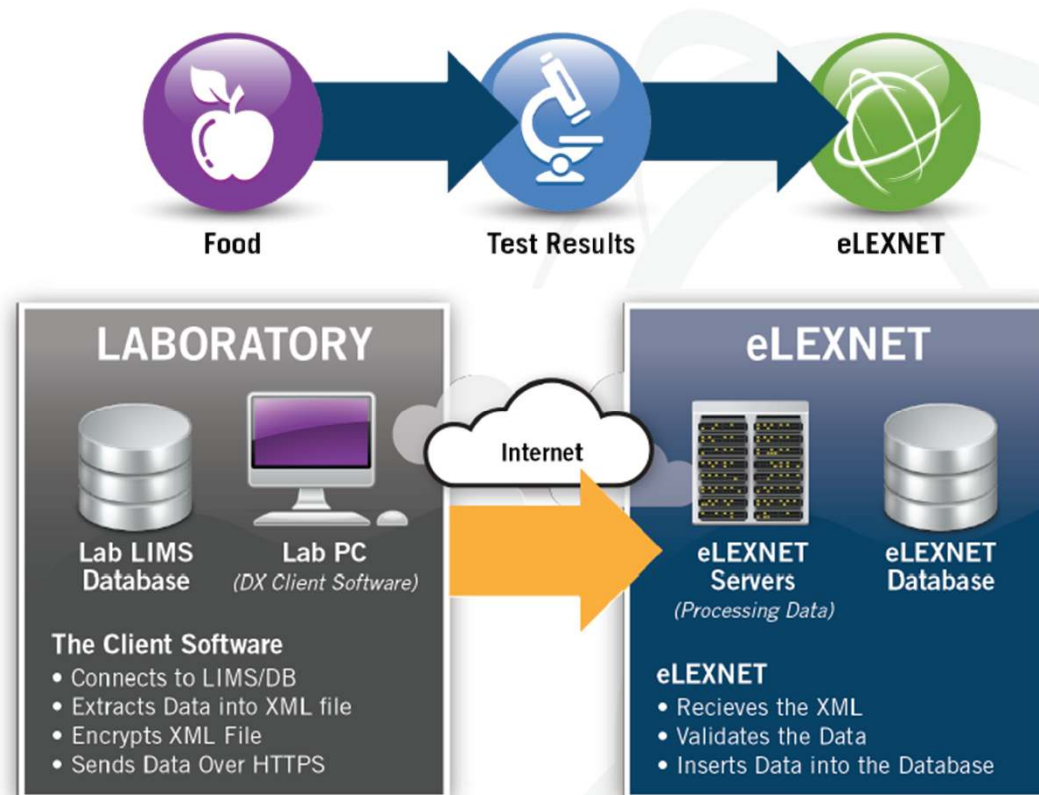 Food
Test Results
eLEXNET
LABORATORY
Lab LIMS
Database
Lab PC
(DX Client Software)
The Client Software
• Connects to LIMS/DB
• Extracts Data into XML file
• Encrypts XML File
• Sends Data Over HTTPS
Internet
eLEXNET
eLEXNET
Servers
(Processing Data)
eLEXNET
Database
eLEXNET
• Recieves the XML
• Validates the Data
• Inserts Data into the Database